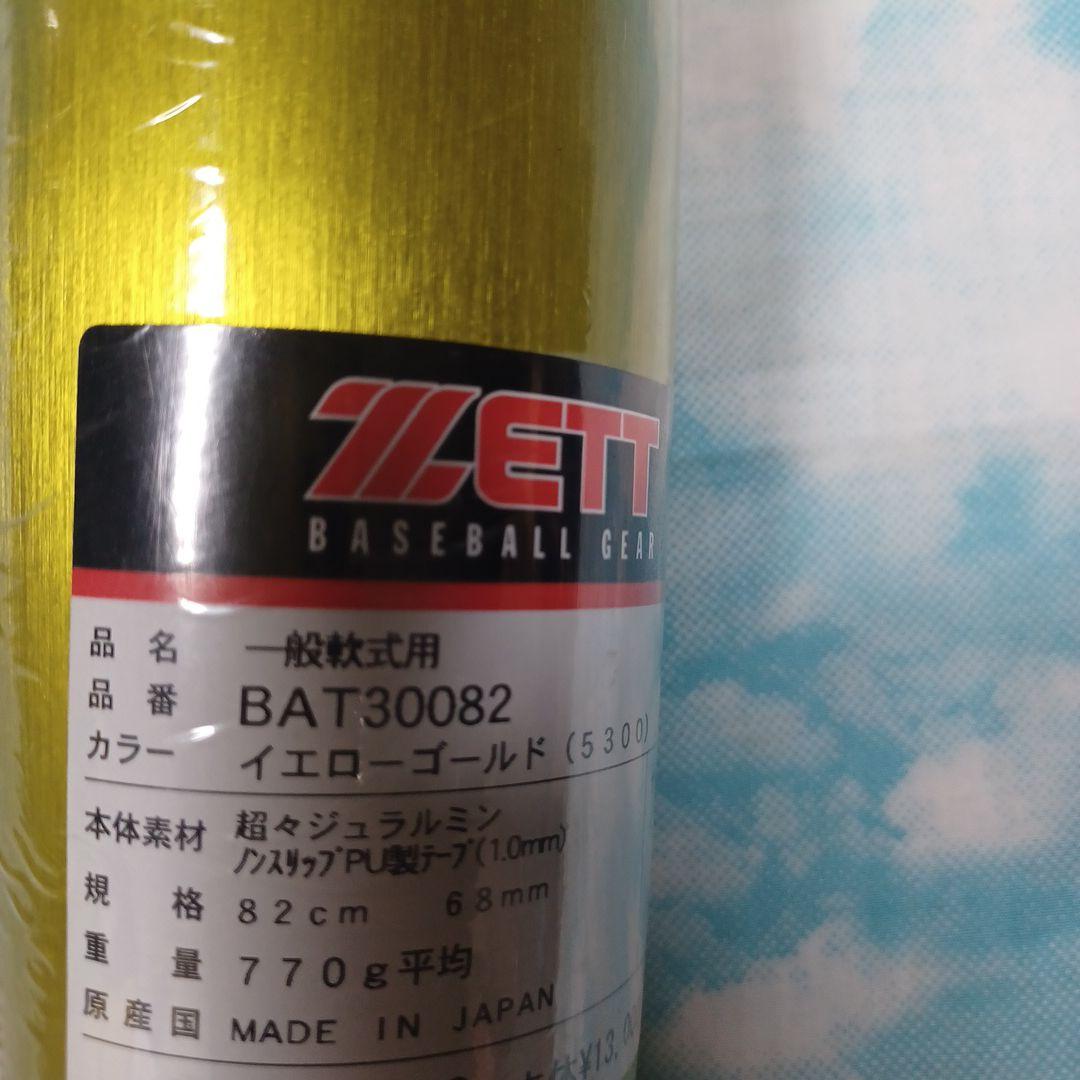 ZETT
BASEBALL GEAR
品名 一般軟式用
品番 BAT30082
カラー イエローゴールド(5300)
本体素材 超々ジュラルミン
ノンスリップPU製テープ(1.0mm)
規格 82cm 68mm
重量 770g平均
原産国 MADE IN JAPAN
¥13,00